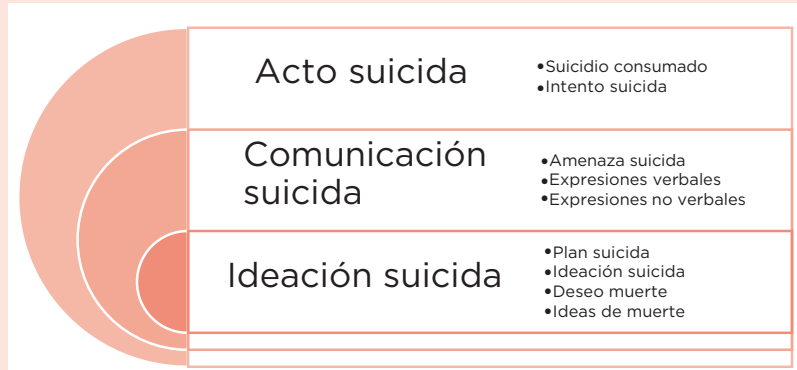 Acto suicida
•Suicidio consumado
•Intento suicida
Comunicación
suicida
•Amenaza suicida
•Expresiones verbales
•Expresiones no verbales
Ideación suicida
•Plan suicida
•Ideación suicida
•Deseo muerte
•Ideas de muerte